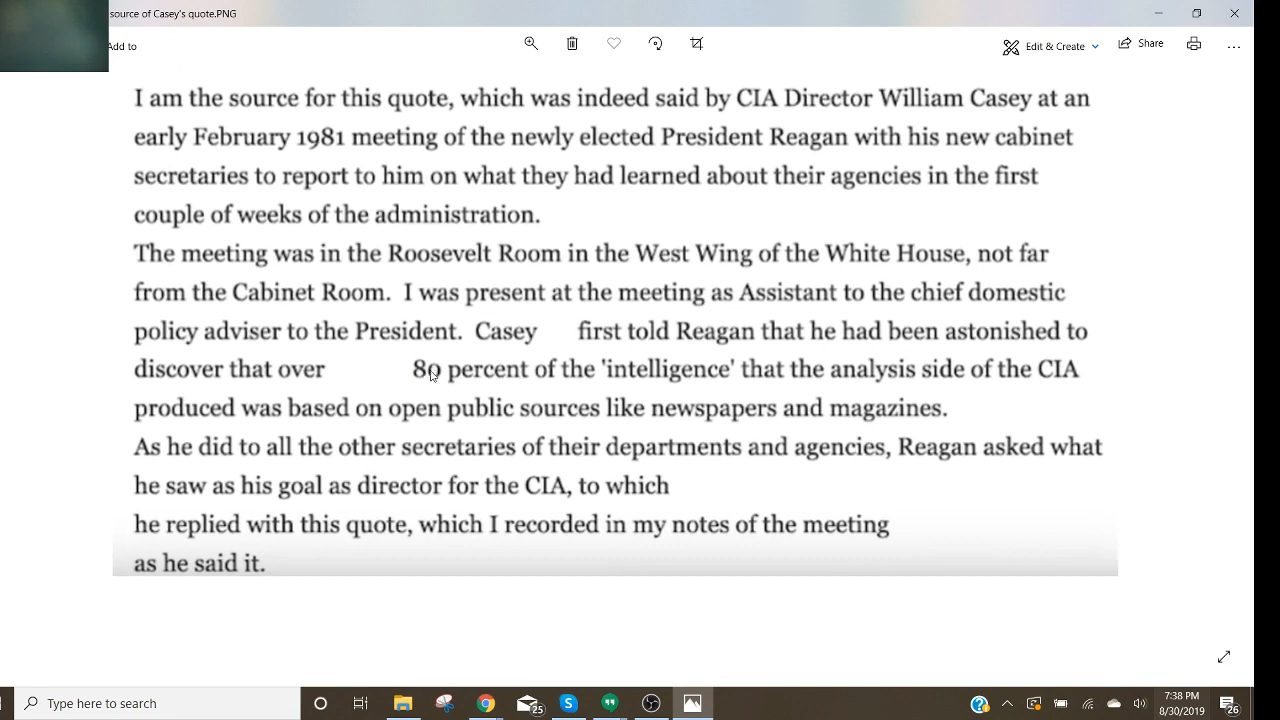 source of Casey's quote.PNG
Add to
Edit & Create
Share
I am the source for this quote, which was indeed said by CIA Director William Casey at an
early February 1981 meeting of the newly elected President Reagan with his new cabinet
secretaries to report to him on what they had learned about their agencies in the first
couple of weeks of the administration.
The meeting was in the Roosevelt Room in the West Wing of the White House, not far
from the Cabinet Room. I was present at the meeting as Assistant to the chief domestic
policy adviser to the President. Casey first told Reagan that he had been astonished to
discover that over 80 percent of the 'intelligence' that the analysis side of the CIA
produced was based on open public sources like newspapers and magazines.
As he did to all the other secretaries of their departments and agencies, Reagan asked what
he saw as his goal as director for the CIA, to which
he replied with this quote, which I recorded in my notes of the meeting
as he said it.
Type here to search
25
7:38 PM
8/30/2019
26